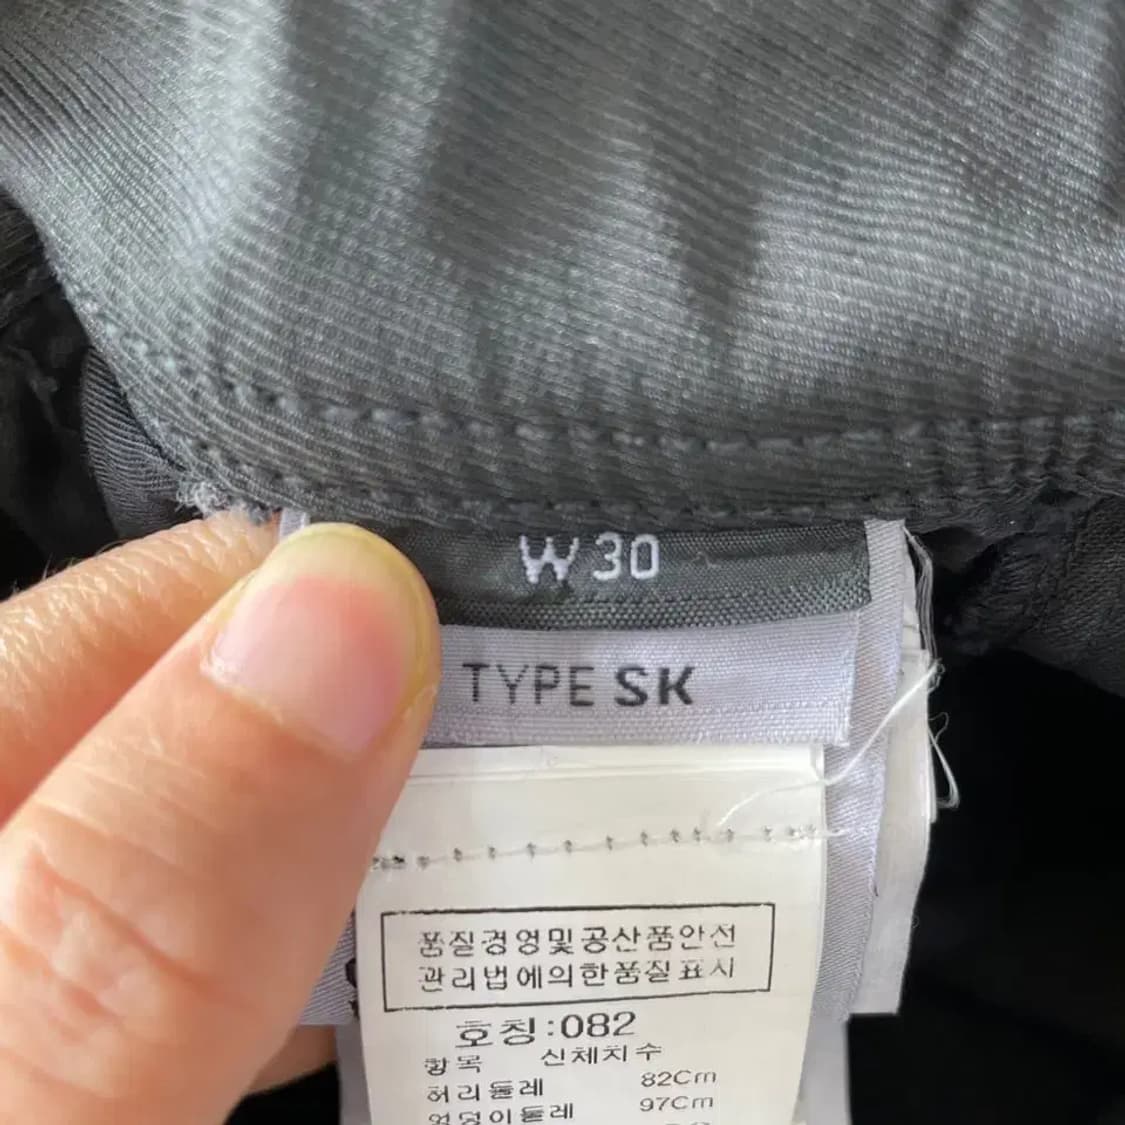 W 30
TYPE SK
품질경영및공산품안전
관리법에의한품질표시
호칭:082
항목 신체치수
허리둘레 82Cm
엉덩이둘레 97Cm